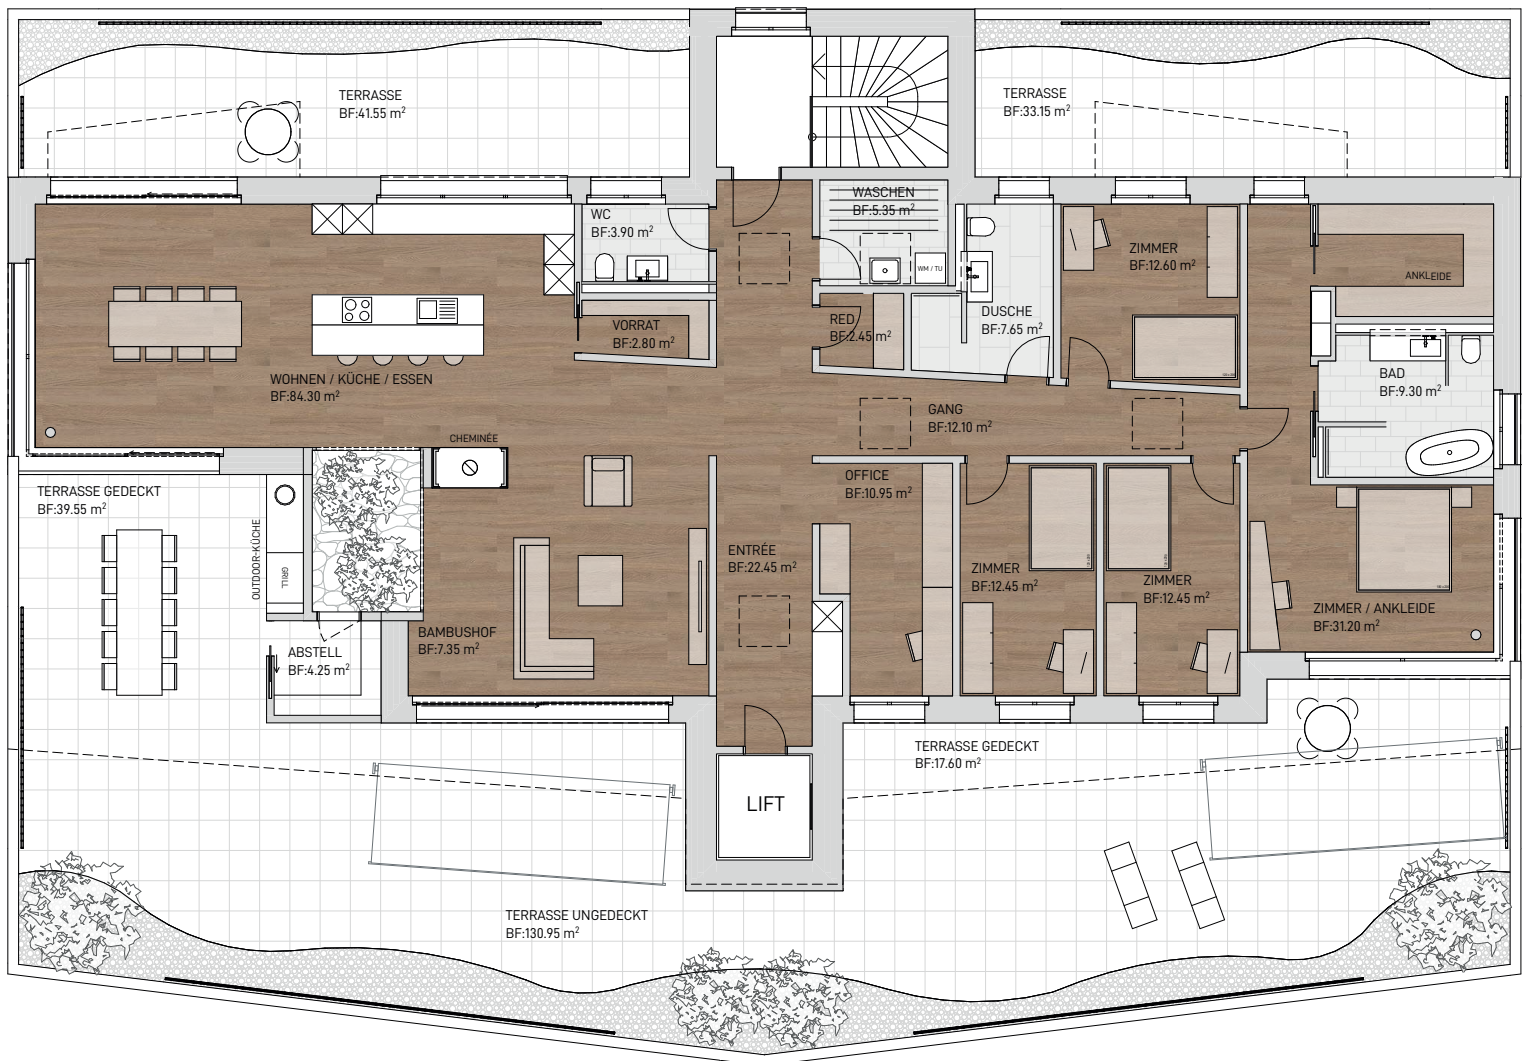 TERRASSE
BF:41.55 m²
TERRASSE
BF:33.15 m²
WC
BF:3.90 m²
WASCHEN
BF:5.35 m²
WM / TU
ZIMMER
BF:12.60 m²
ANKLEIDE
VORRAT
BF:2.80 m²
RED
BF:2.45 m²
DUSCHE
BF:7.65 m²
WOHNEN / KÜCHE / ESSEN
BF:84.30 m²
BAD
BF:9.30 m²
GANG
BF:12.10 m²
CHEMINÉE
OFFICE
BF:10.95 m²
TERRASSE GEDECKT
BF:39.55 m²
OUTDOOR-KÜCHE
GRILL
ENTRÉE
BF:22.45 m²
ZIMMER
BF:12.45 m²
ZIMMER
BF:12.45 m²
ZIMMER / ANKLEIDE
BF:31.20 m²
BAMBUSHOF
BF:7.35 m²
ABSTELL
BF:4.25 m²
TERRASSE GEDECKT
BF:17.60 m²
LIFT
TERRASSE UNGEDECKT
BF:130.95 m²